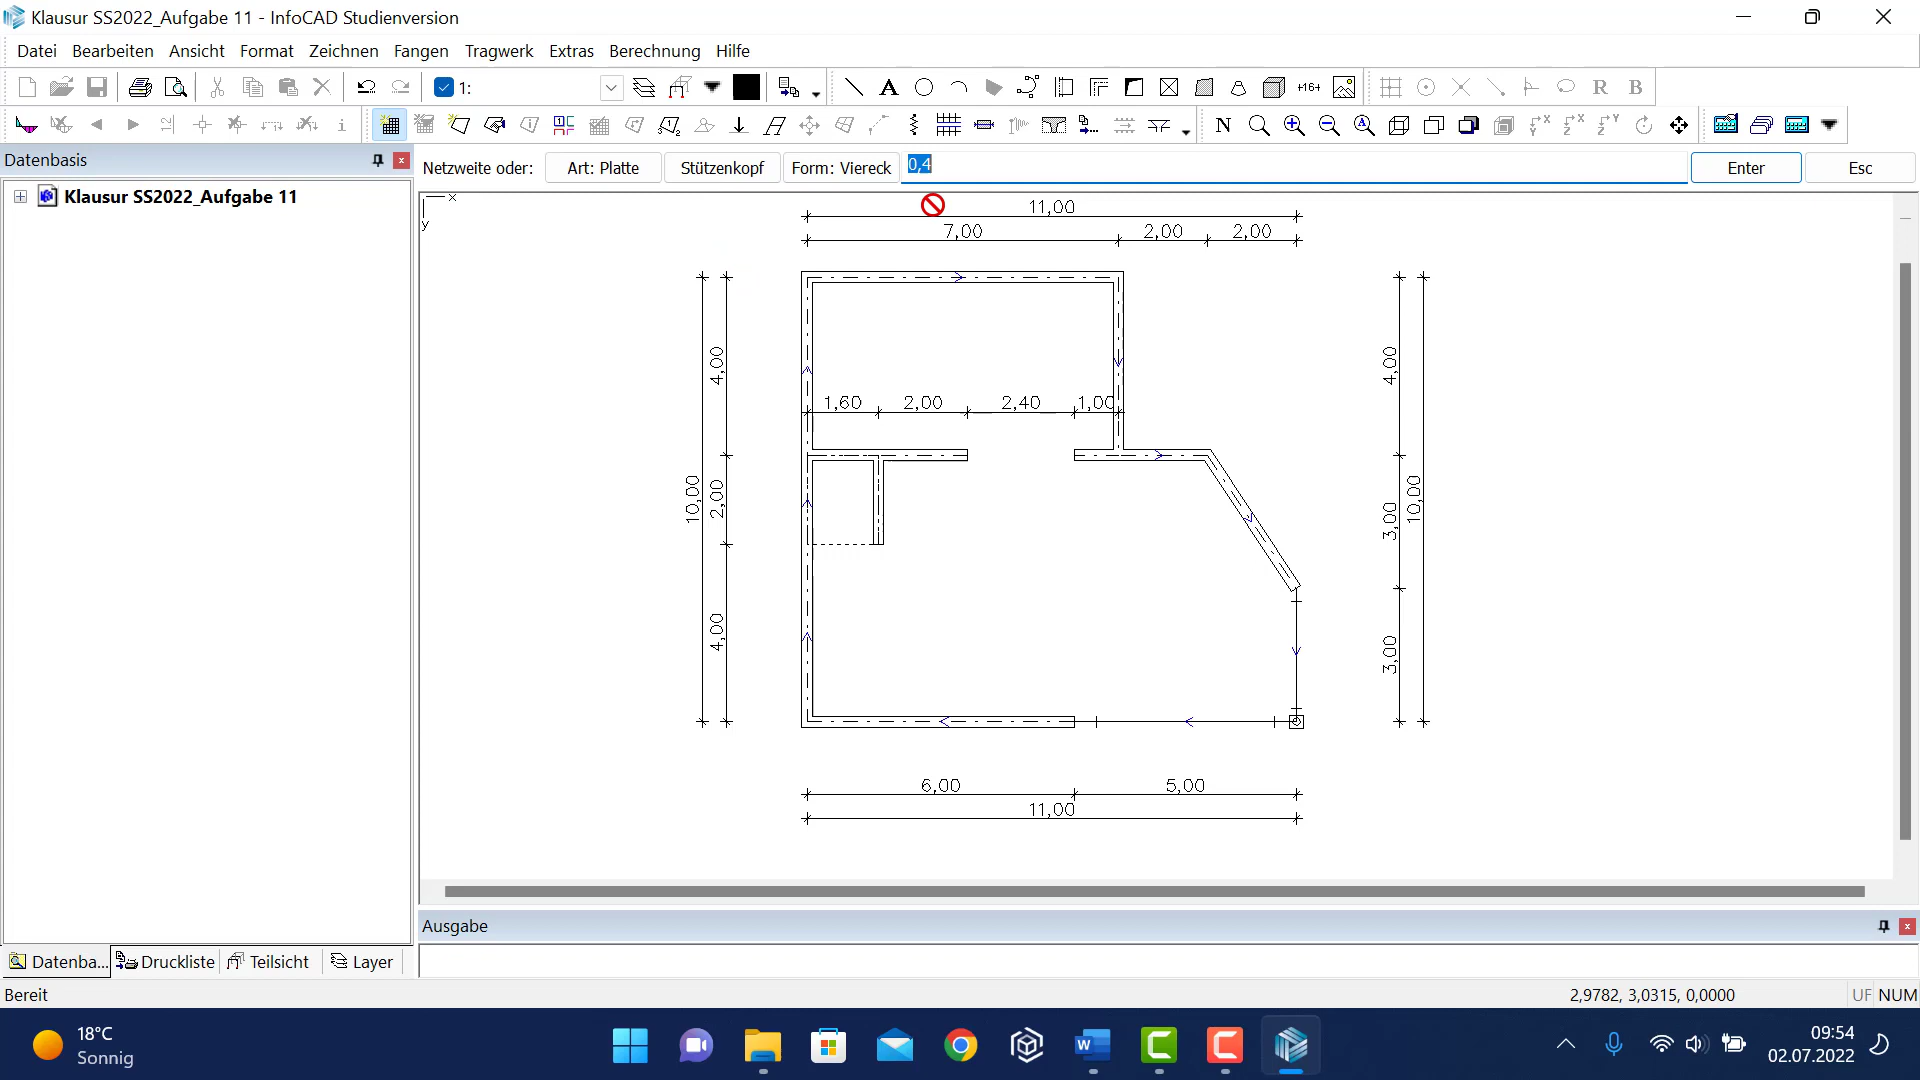 Klausur SS2022_Aufgabe 11 - InfoCAD Studienversion
Datei Bearbeiten Ansicht Format Zeichnen Fangen Tragwerk Extras Berechnung Hilfe
1:
A
+16+
R B
N
Datenbasis
Netzweite oder: Art: Platte Stützenkopf Form: Viereck 0,4 Enter Esc
Klausur SS2022_Aufgabe 11
x
y
11,00
7,00 2,00 2,00
4,00
4,00
1,60 2,00 2,40 1,00
10,00
2,00
3,00
10,00
4,00
3,00
6,00 5,00
11,00
Ausgabe
Datenba... Druckliste Teilsicht Layer
Bereit
2,9782, 3,0315, 0,0000 UF NUM
18°C
Sonnig
09:54
02.07.2022